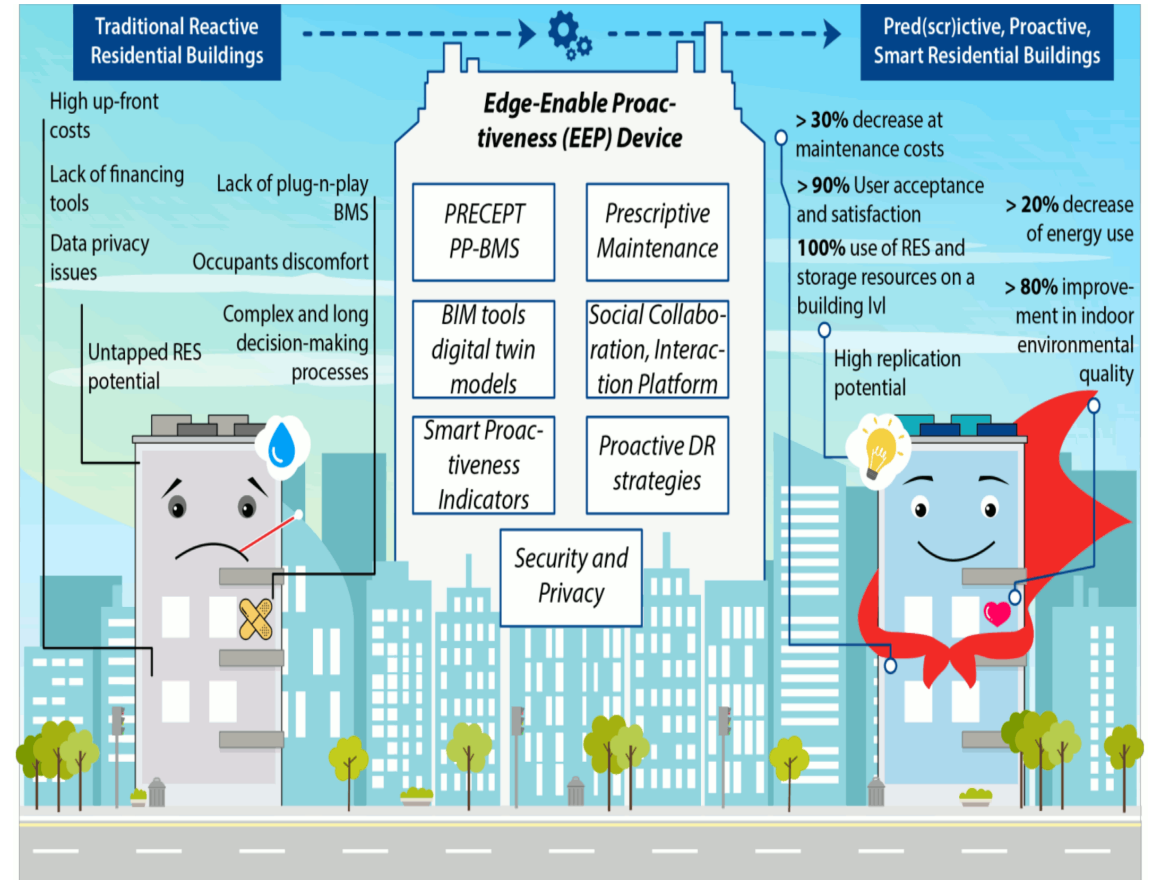 Traditional Reactive
Residential Buildings
Pred(scr)ictive, Proactive,
Smart Residential Buildings
High up-front
costs
Lack of financing
tools
Data privacy
issues
Untapped RES
potential
Lack of plug-n-play
BMS
Occupants discomfort
Complex and long
decision-making
processes
Edge-Enable Proac-
tiveness (EEP) Device
PRECEPT
PP-BMS
Prescriptive
Maintenance
BIM tools
digital twin
models
Social Collabo-
ration, Interac-
tion Platform
Smart Proac-
tiveness
Indicators
Proactive DR
strategies
Security and
Privacy
> 30% decrease at
maintenance costs
> 90% User acceptance
and satisfaction
100% use of RES and
storage resources on a
building lvl
High replication
potential
> 20% decrease
of energy use
> 80% improve-
ment in indoor
environmental
quality